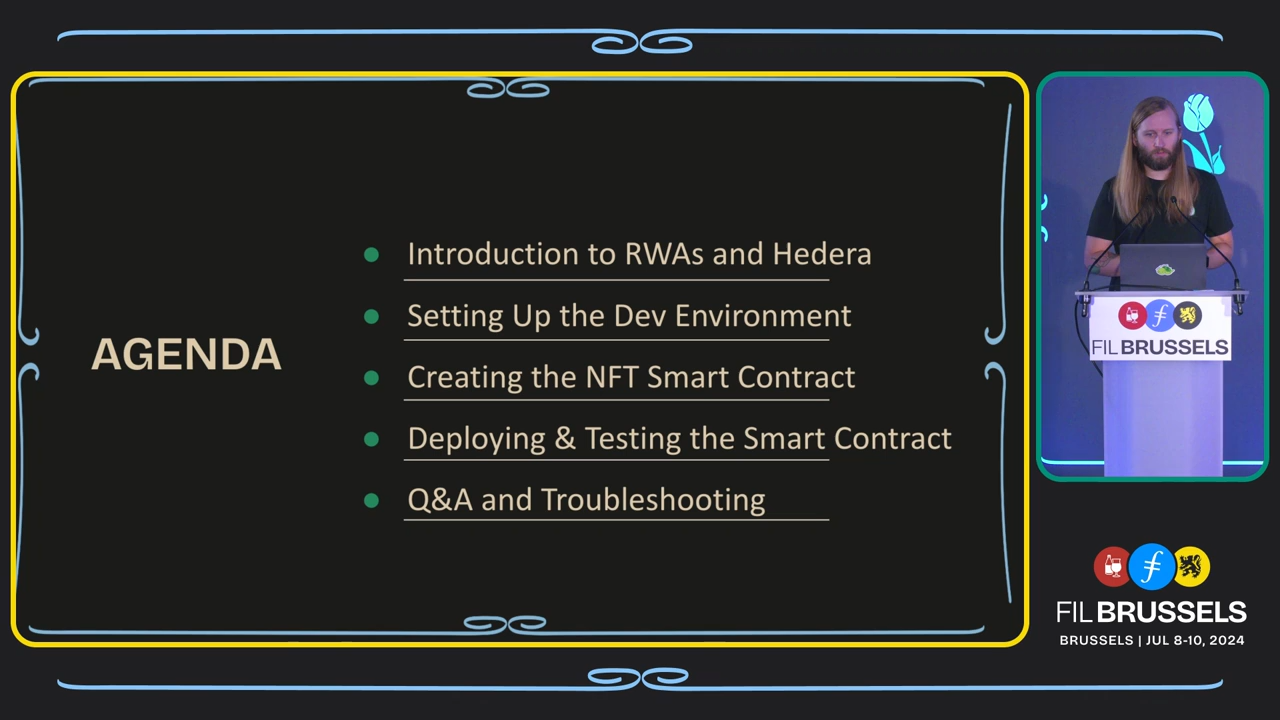 AGENDA
Introduction to RWAs and Hedera
Setting Up the Dev Environment
Creating the NFT Smart Contract
Deploying & Testing the Smart Contract
Q&A and Troubleshooting
FIL BRUSSELS
FIL BRUSSELS
BRUSSELS | JUL 8-10, 2024